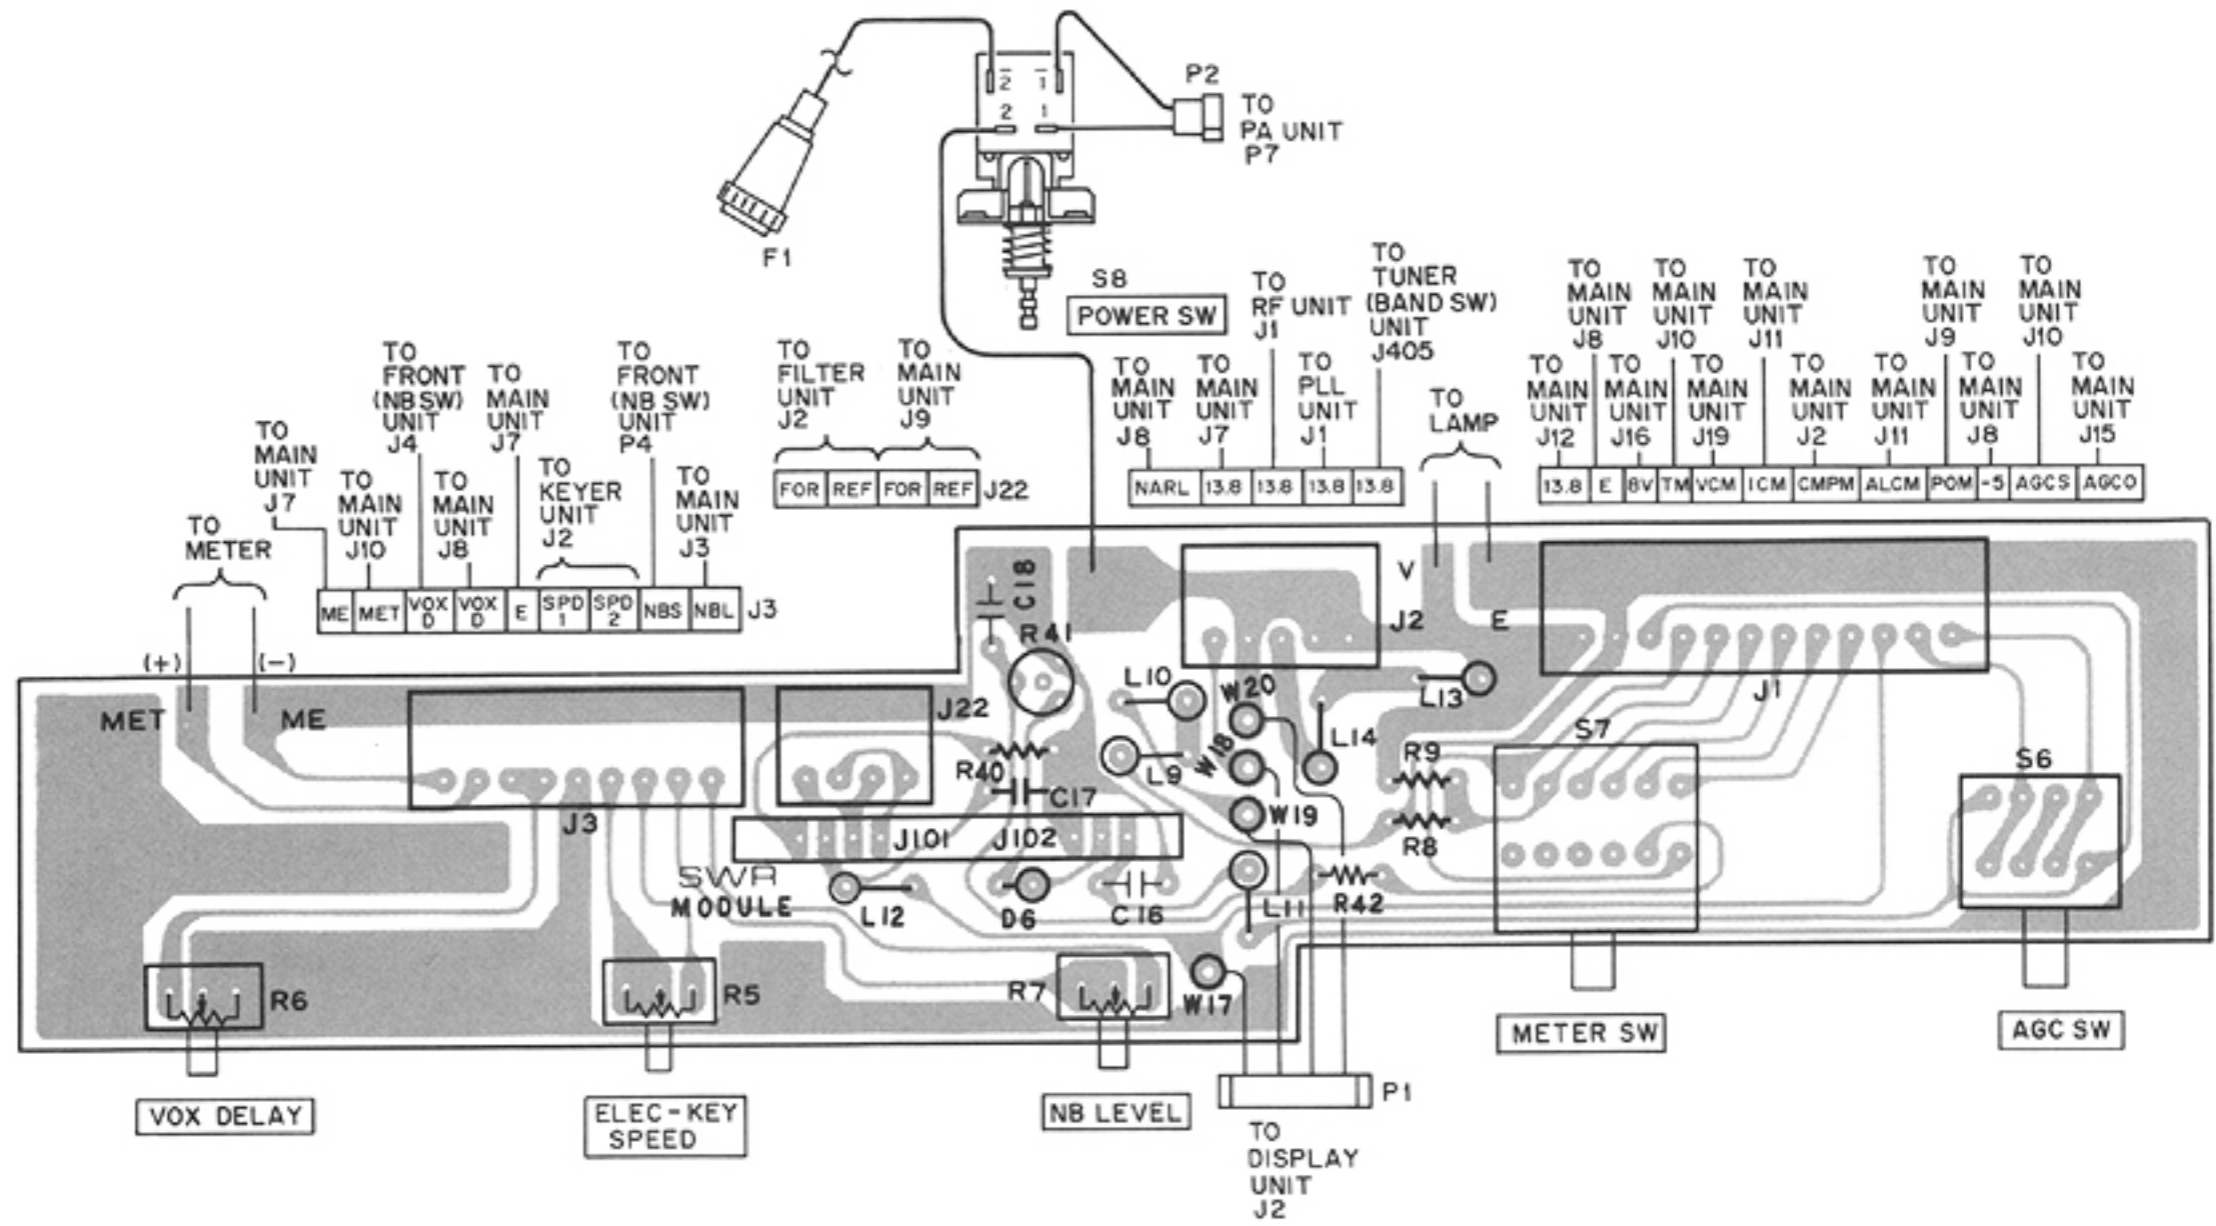 P2
TO
PA UNIT
P7
2 1
2 1
F1
S8
POWER SW
TO
METER
TO
MAIN
UNIT
J7
TO
MAIN
UNIT
J10
TO
FRONT
(NB SW)
UNIT
J4
TO
MAIN
UNIT
J8
TO
MAIN
UNIT
J7
TO
KEYER
UNIT
J2
TO
FRONT
(NB SW)
UNIT
P4
TO
MAIN
UNIT
J3
ME MET VOX D VOX D E SPD 1 SPD 2 NBS NBL J3
TO
FILTER
UNIT
J2
TO
MAIN
UNIT
J9
FOR REF FOR REF J22
TO
MAIN
UNIT
J8
TO
MAIN
UNIT
J7
TO
RF UNIT
J1
TO
PLL
UNIT
J1
TO
TUNER
(BAND SW)
UNIT
J405
NARL 13.8 13.8 13.8 13.8
TO
LAMP
TO
MAIN
UNIT
J12
TO
MAIN
UNIT
J8
TO
MAIN
UNIT
J16
TO
MAIN
UNIT
J10
TO
MAIN
UNIT
J19
TO
MAIN
UNIT
J11
TO
MAIN
UNIT
J2
TO
MAIN
UNIT
J11
TO
MAIN
UNIT
J9
TO
MAIN
UNIT
J8
TO
MAIN
UNIT
J10
TO
MAIN
UNIT
J15
13.8 E 8V TM VCM ICM CMPM ALCM POM -5 AGCS AGCO
(+) (-)
MET ME
J3
J22
C18
R41
R40
C17
J101 J102
SWR
MODULE
L12
D6
C16
L10
L9
W20
W18
W19
L14
L13
V
J2
E
J1
R9
R8
S7
S6
L11
R42
W17
R6
R5
R7
VOX DELAY
ELEC-KEY
SPEED
NB LEVEL
METER SW
AGC SW
P1
TO
DISPLAY
UNIT
J2